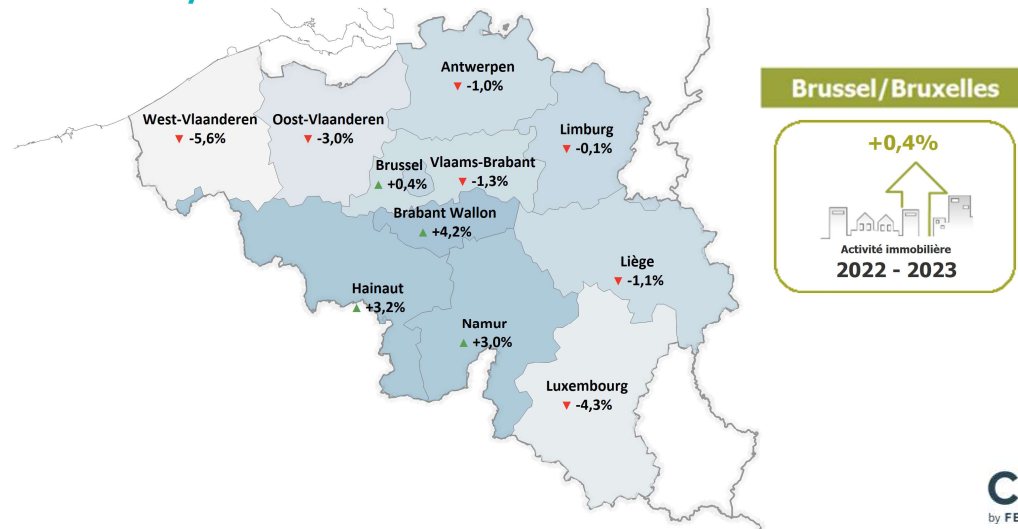 Antwerpen
▼ -1,0%
West-Vlaanderen
▼ -5,6%
Oost-Vlaanderen
▼ -3,0%
Limburg
▼ -0,1%
Brussel
▲ +0,4%
Vlaams-Brabant
▼ -1,3%
Brabant Wallon
▲ +4,2%
Liège
▼ -1,1%
Hainaut
▲ +3,2%
Namur
▲ +3,0%
Luxembourg
▼ -4,3%
Brussel/Bruxelles
+0,4%
Activité immobilière
2022 - 2023
by FE